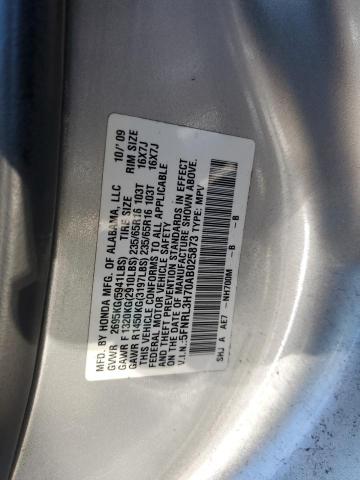 MFD. BY HONDA MFG. OF ALABAMA, LLC 10/' 09
GVWR 2695KG(5941LBS) TIRE SIZE RIM SIZE
GAWR F 1320KG(2910LBS) 235/65R16 103T 16X7J
GAWR R 1450KG(3197LBS) 235/65R16 103T 16X7J
THIS VEHICLE CONFORMS TO ALL APPLICABLE
FEDERAL MOTOR VEHICLE SAFETY AND
THEFT PREVENTION STANDARDS IN EFFECT
ON THE DATE OF MANUFACTURE SHOWN ABOVE.
V.I.N.:5FNRL3H70AB025873 TYPE: MPV
SHJ A AE7 -NH700M -B -B